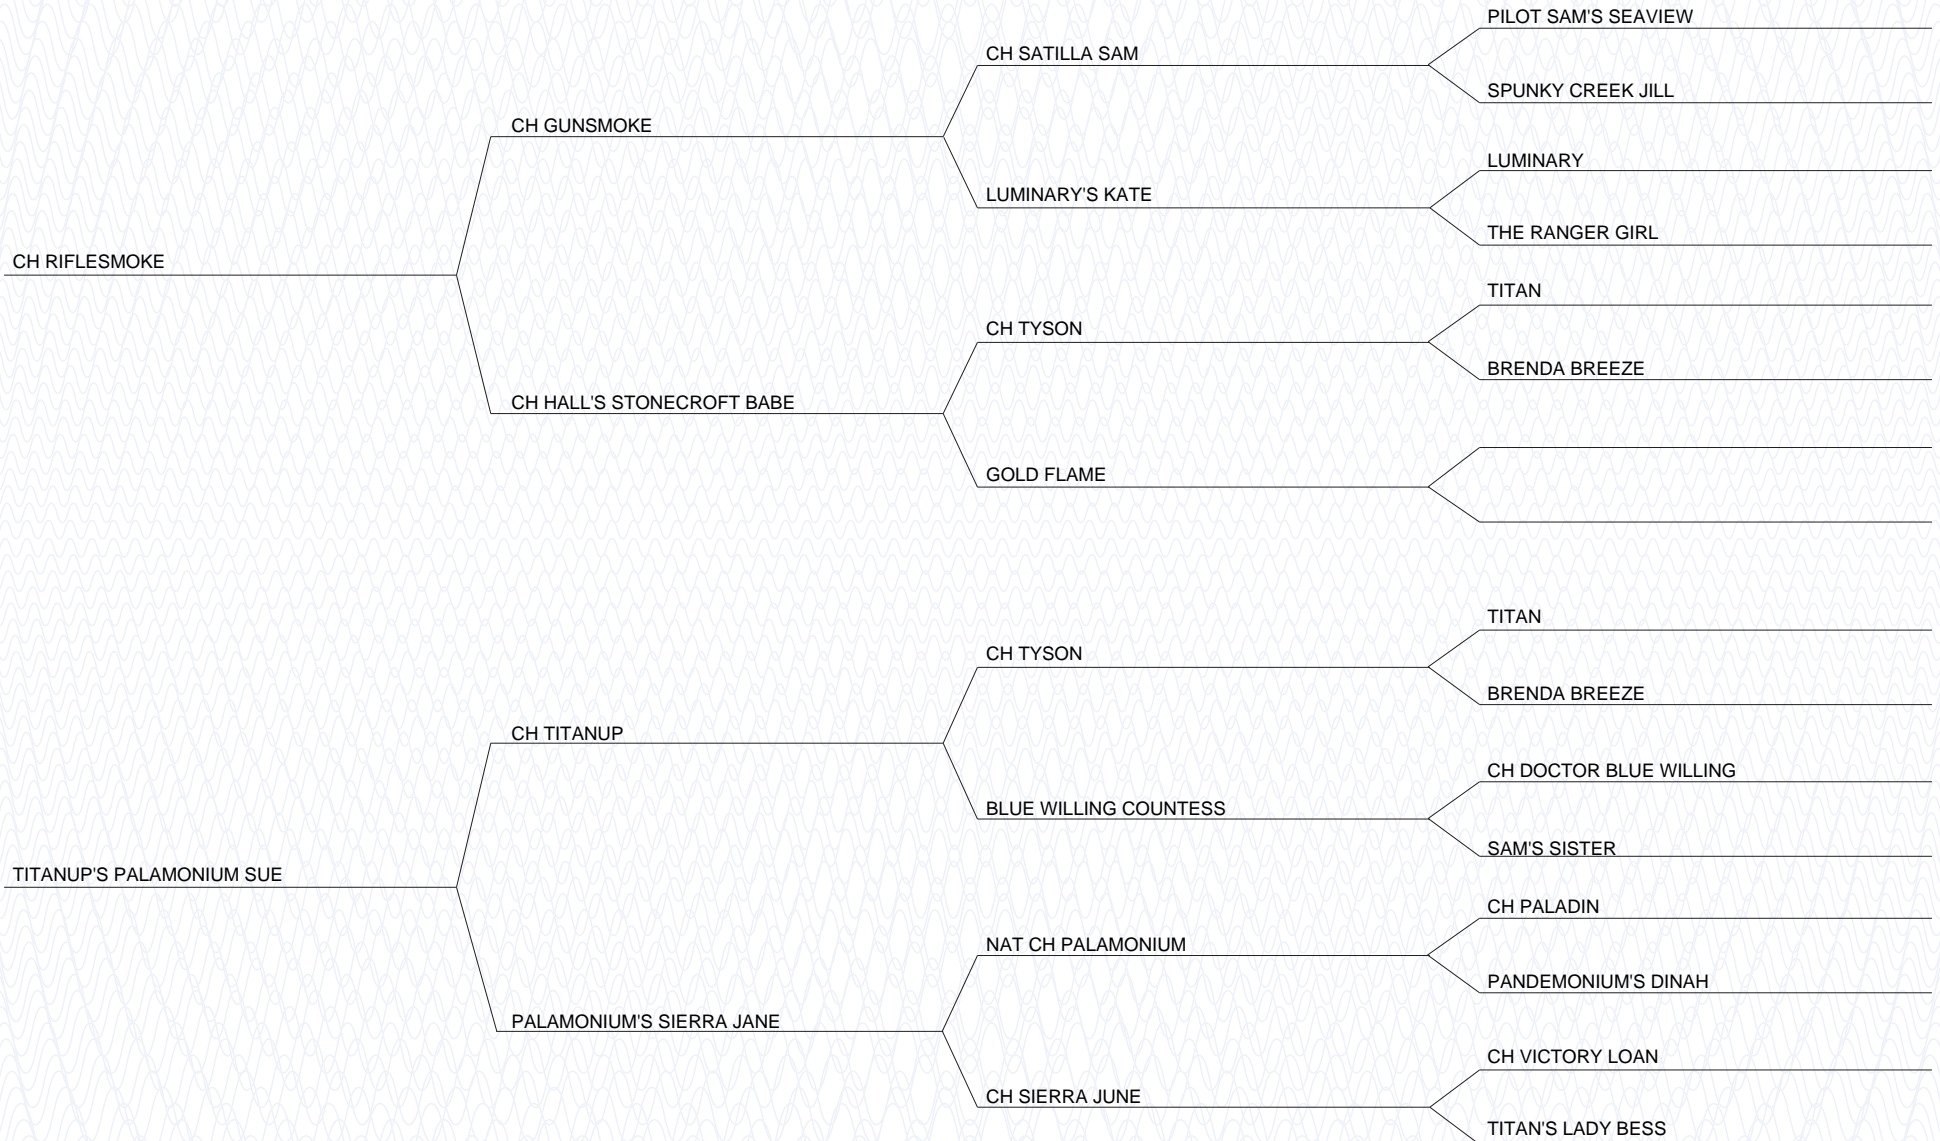 PILOT SAM'S SEAVIEW
CH SATILLA SAM
SPUNKY CREEK JILL
CH GUNSMOKE
LUMINARY
LUMINARY'S KATE
THE RANGER GIRL
CH RIFLESMOKE
TITAN
CH TYSON
BRENDA BREEZE
CH HALL'S STONECROFT BABE
GOLD FLAME
TITAN
CH TYSON
BRENDA BREEZE
CH TITANUP
CH DOCTOR BLUE WILLING
BLUE WILLING COUNTESS
SAM'S SISTER
TITANUP'S PALAMONIUM SUE
CH PALADIN
NAT CH PALAMONIUM
PANDEMONIUM'S DINAH
PALAMONIUM'S SIERRA JANE
CH VICTORY LOAN
CH SIERRA JUNE
TITAN'S LADY BESS